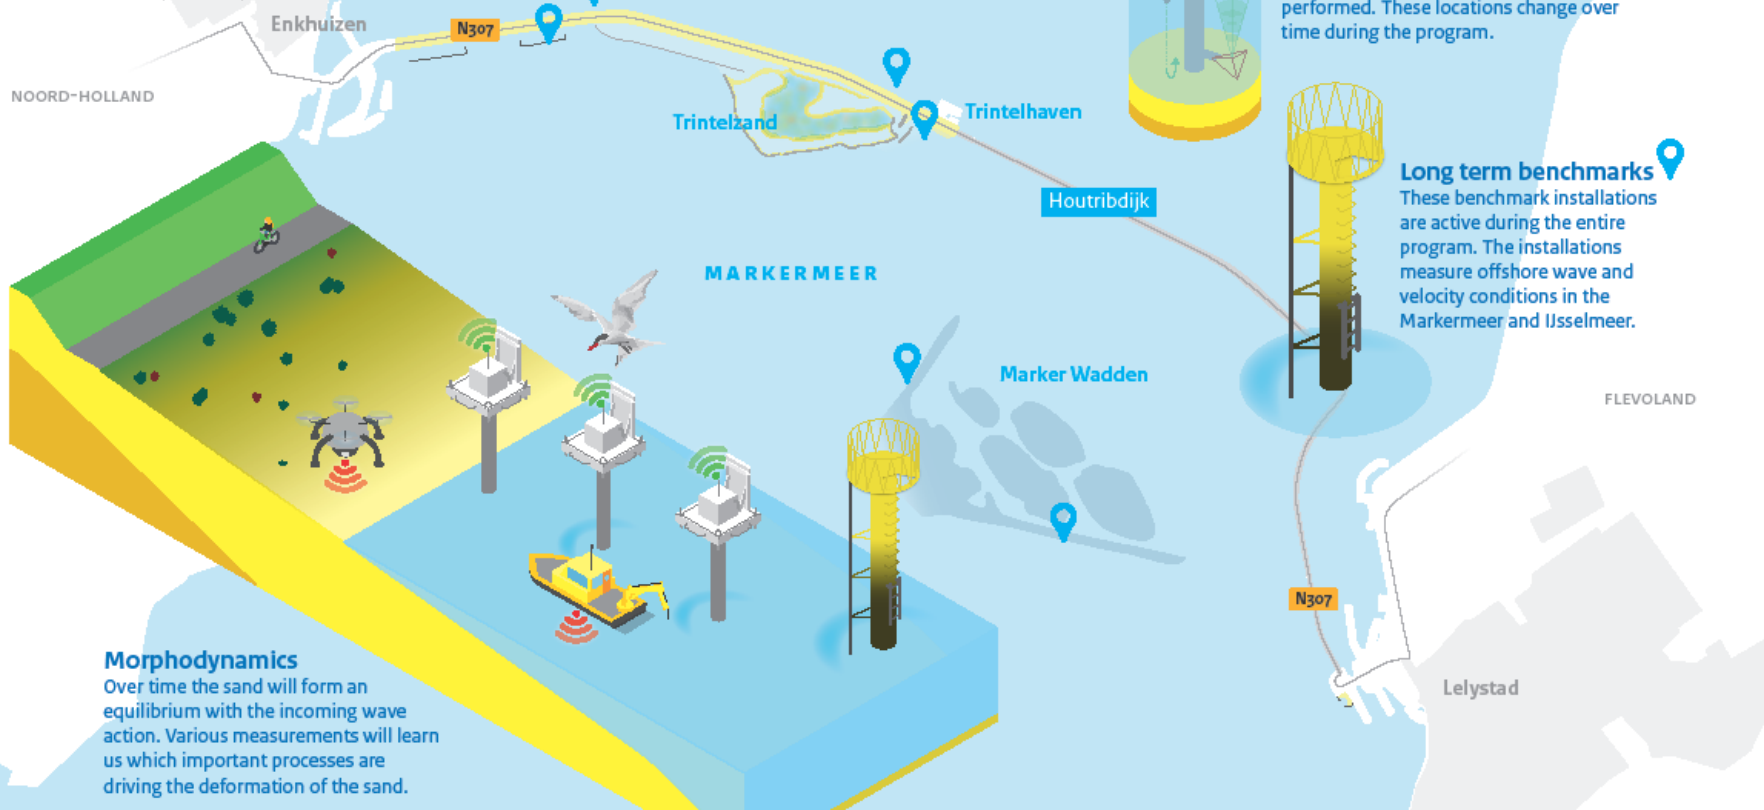 performed. These locations change over
time during the program.
Enkhuizen
N307
NOORD-HOLLAND
Trintelzand
Trintelhaven
Houtribdijk
Long term benchmarks
These benchmark installations
are active during the entire
program. The installations
measure offshore wave and
velocity conditions in the
Markermeer and IJsselmeer.
MARKERMEER
Marker Wadden
FLEVOLAND
N307
Lelystad
Morphodynamics
Over time the sand will form an
equilibrium with the incoming wave
action. Various measurements will learn
us which important processes are
driving the deformation of the sand.